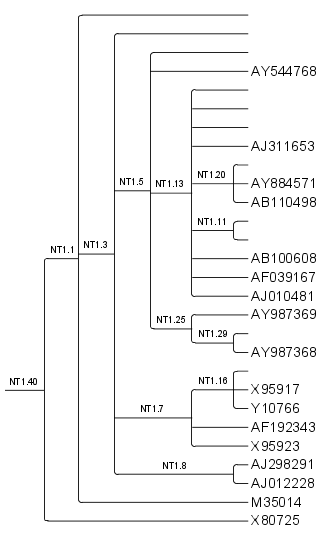 AY544768
AJ311653
NT1.20
AY884571
NT1.5
NT1.13
AB110498
NT1.11
NT1.1
NT1.3
AB100608
AF039167
AJ010481
AY987369
NT1.25
NT1.29
AY987368
NT1.40
NT1.16
X95917
Y10766
NT1.7
AF192343
X95923
AJ298291
NT1.8
AJ012228
M35014
X80725